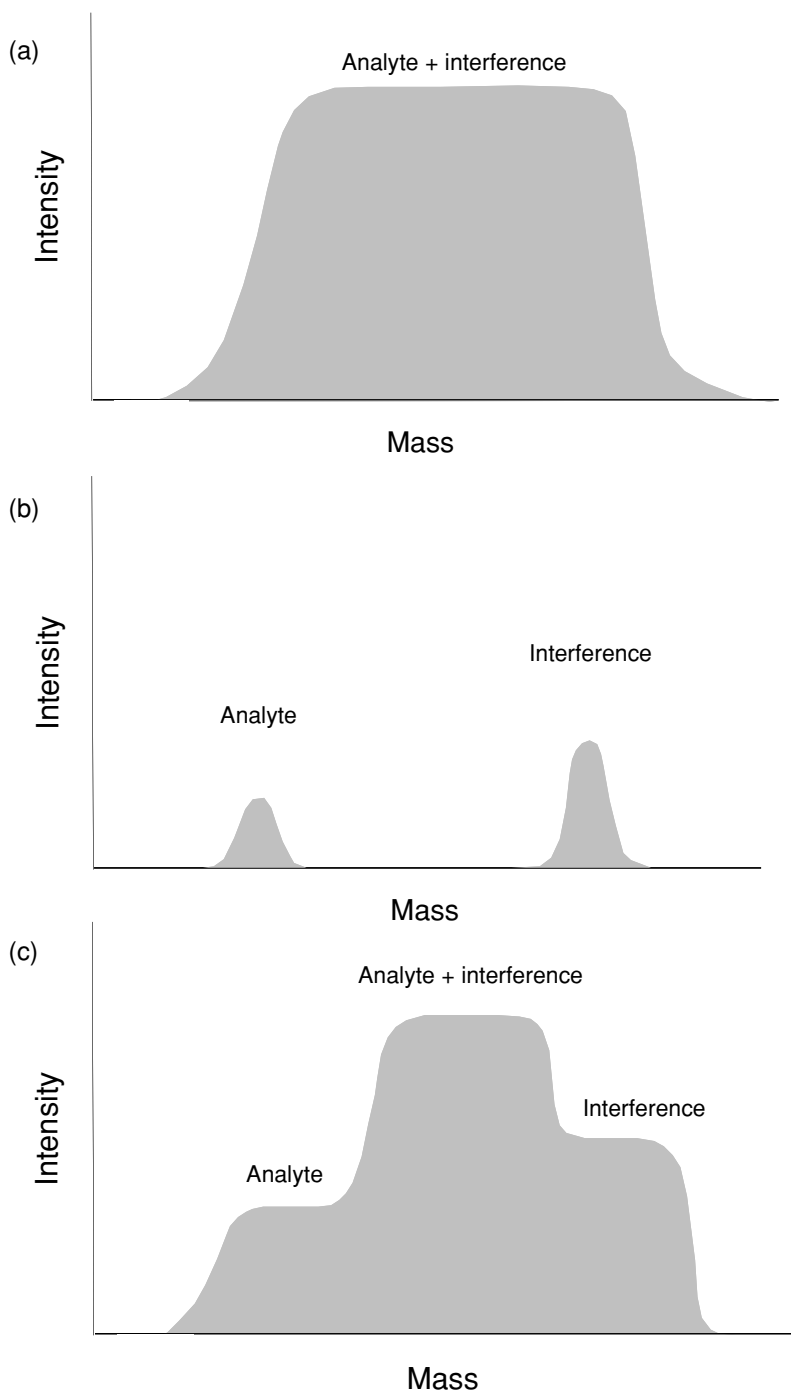 (a)
Analyte + interference
Intensity
Mass
(b)
Interference
Analyte
Intensity
Mass
(c)
Analyte + interference
Interference
Analyte
Intensity
Mass